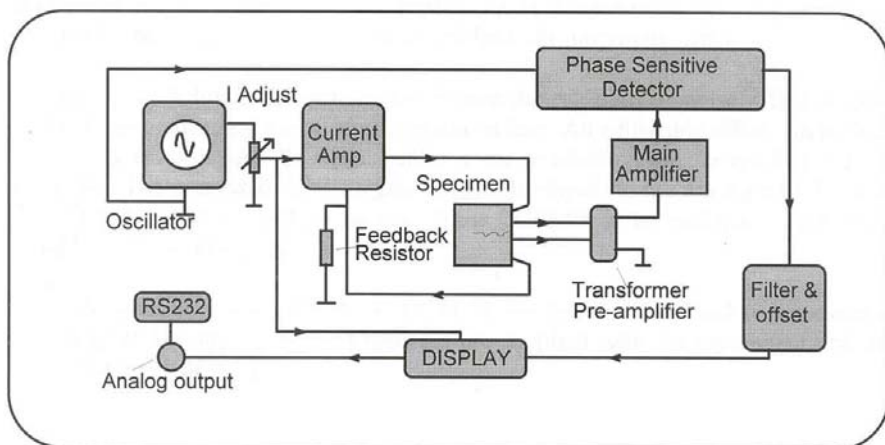 Phase Sensitive
Detector
I Adjust
Current
Amp
Main
Amplifier
Specimen
Oscillator
Feedback
Resistor
Transformer
Pre-amplifier
Filter &
offset
RS232
DISPLAY
Analog output